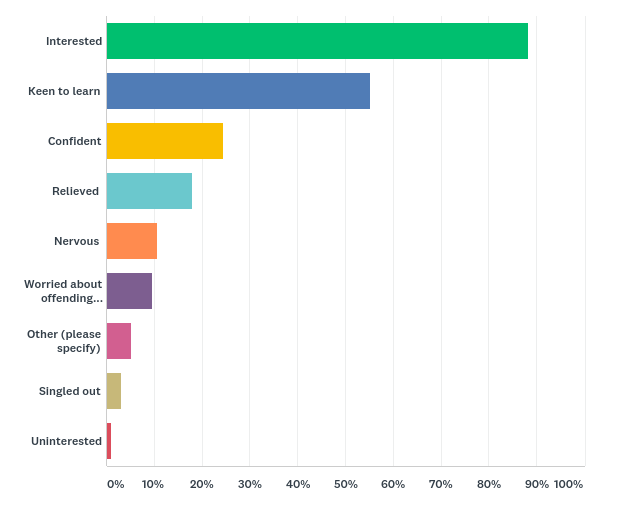 Interested
Keen to learn
Confident
Relieved
Nervous
Worried about
offending...
Other (please
specify)
Singled out
Uninterested
0% 10% 20% 30% 40% 50% 60% 70% 80% 90% 100%